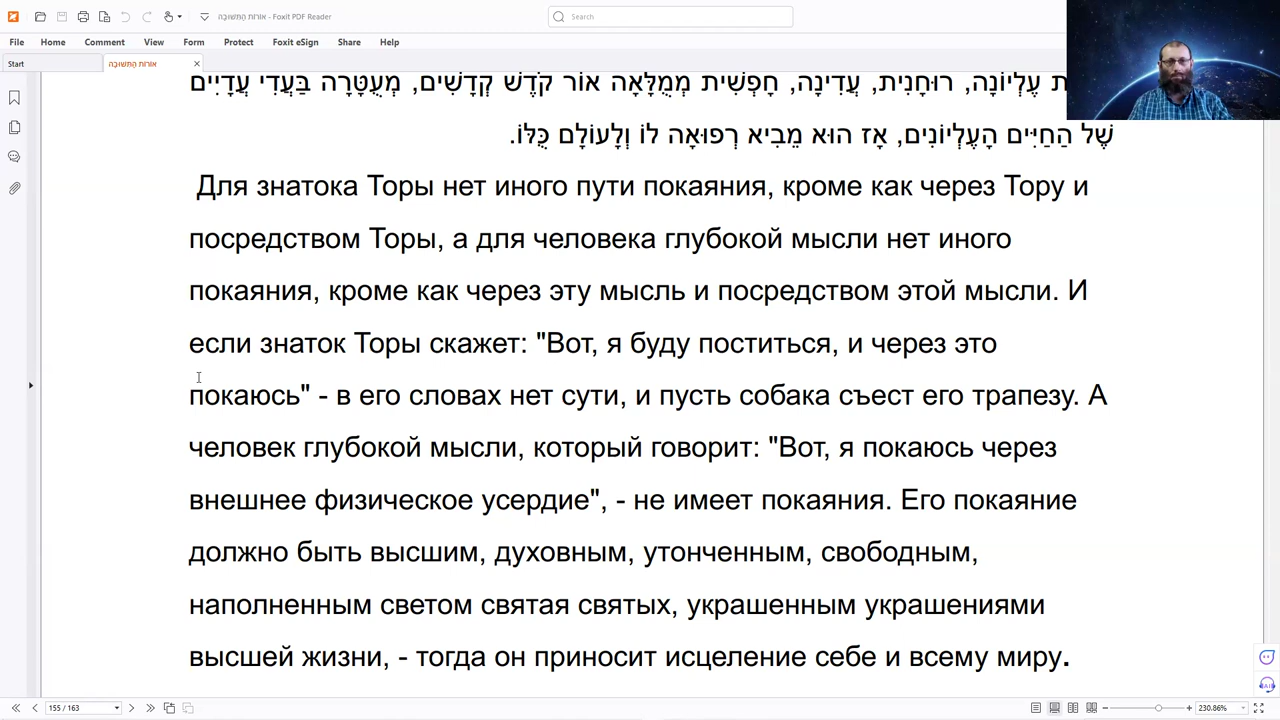 אורות התשובה - Foxit PDF Reader
Search
File Home Comment View Form Protect Foxit eSign Share Help
Start
אורות התשובה
עֶלְיוֹנָה, רוּחָנִית, עֲדִינָה, חָפְשִׁית מְמֻלָּאָה אוֹר קֹדֶשׁ קֳדָשִׁים, מְעֻטָּרָה בַּעֲדִי עֲדָיִים
שֶׁל הַחַיִּים הָעֶלְיוֹנִים, אָז הוּא מֵבִיא רְפוּאָה לוֹ וְלָעוֹלָם כֻּלּוֹ.
Для знатока Торы нет иного пути покаяния, кроме как через Тору и
посредством Торы, а для человека глубокой мысли нет иного
покаяния, кроме как через эту мысль и посредством этой мысли. И
если знаток Торы скажет: "Вот, я буду поститься, и через это
покаюсь" - в его словах нет сути, и пусть собака съест его трапезу. А
человек глубокой мысли, который говорит: "Вот, я покаюсь через
внешнее физическое усердие", - не имеет покаяния. Его покаяние
должно быть высшим, духовным, утонченным, свободным,
наполненным светом святая святых, украшенным украшениями
высшей жизни, - тогда он приносит исцеление себе и всему миру.
155 / 163
230.86%